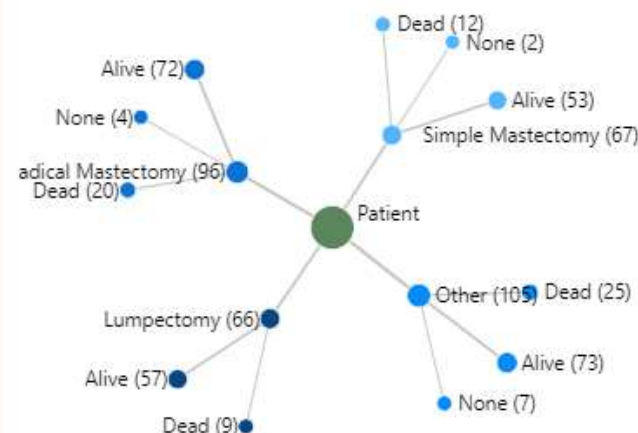 Dead (12)
None (2)
Alive (72)
Alive (53)
None (4)
Simple Mastectomy (67)
adical Mastectomy (96)
Dead (20)
Patient
Other (105)
Dead (25)
Lumpectomy (66)
Alive (73)
Alive (57)
None (7)
Dead (9)